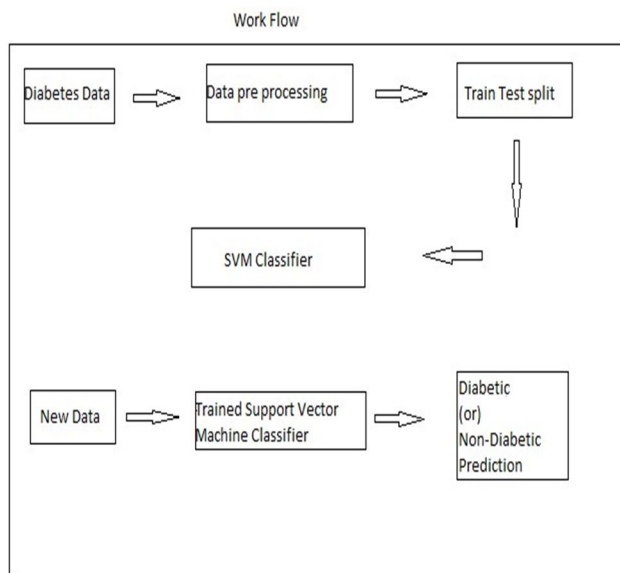 Work Flow
Diabetes Data
Data pre processing
Train Test split
SVM Classifier
New Data
Trained Support Vector
Machine Classifier
Diabetic
(or)
Non-Diabetic
Prediction